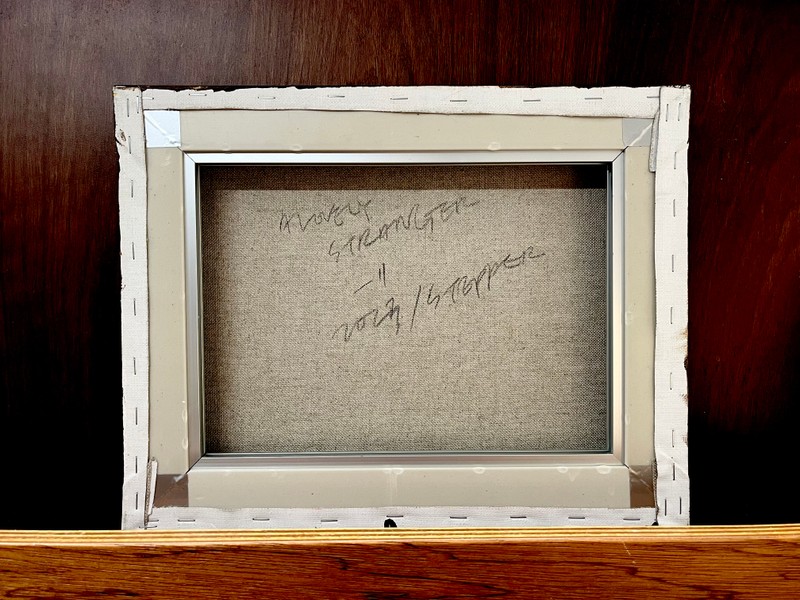 A LOVELY
STRANGER
– 11
2023/STEPPER